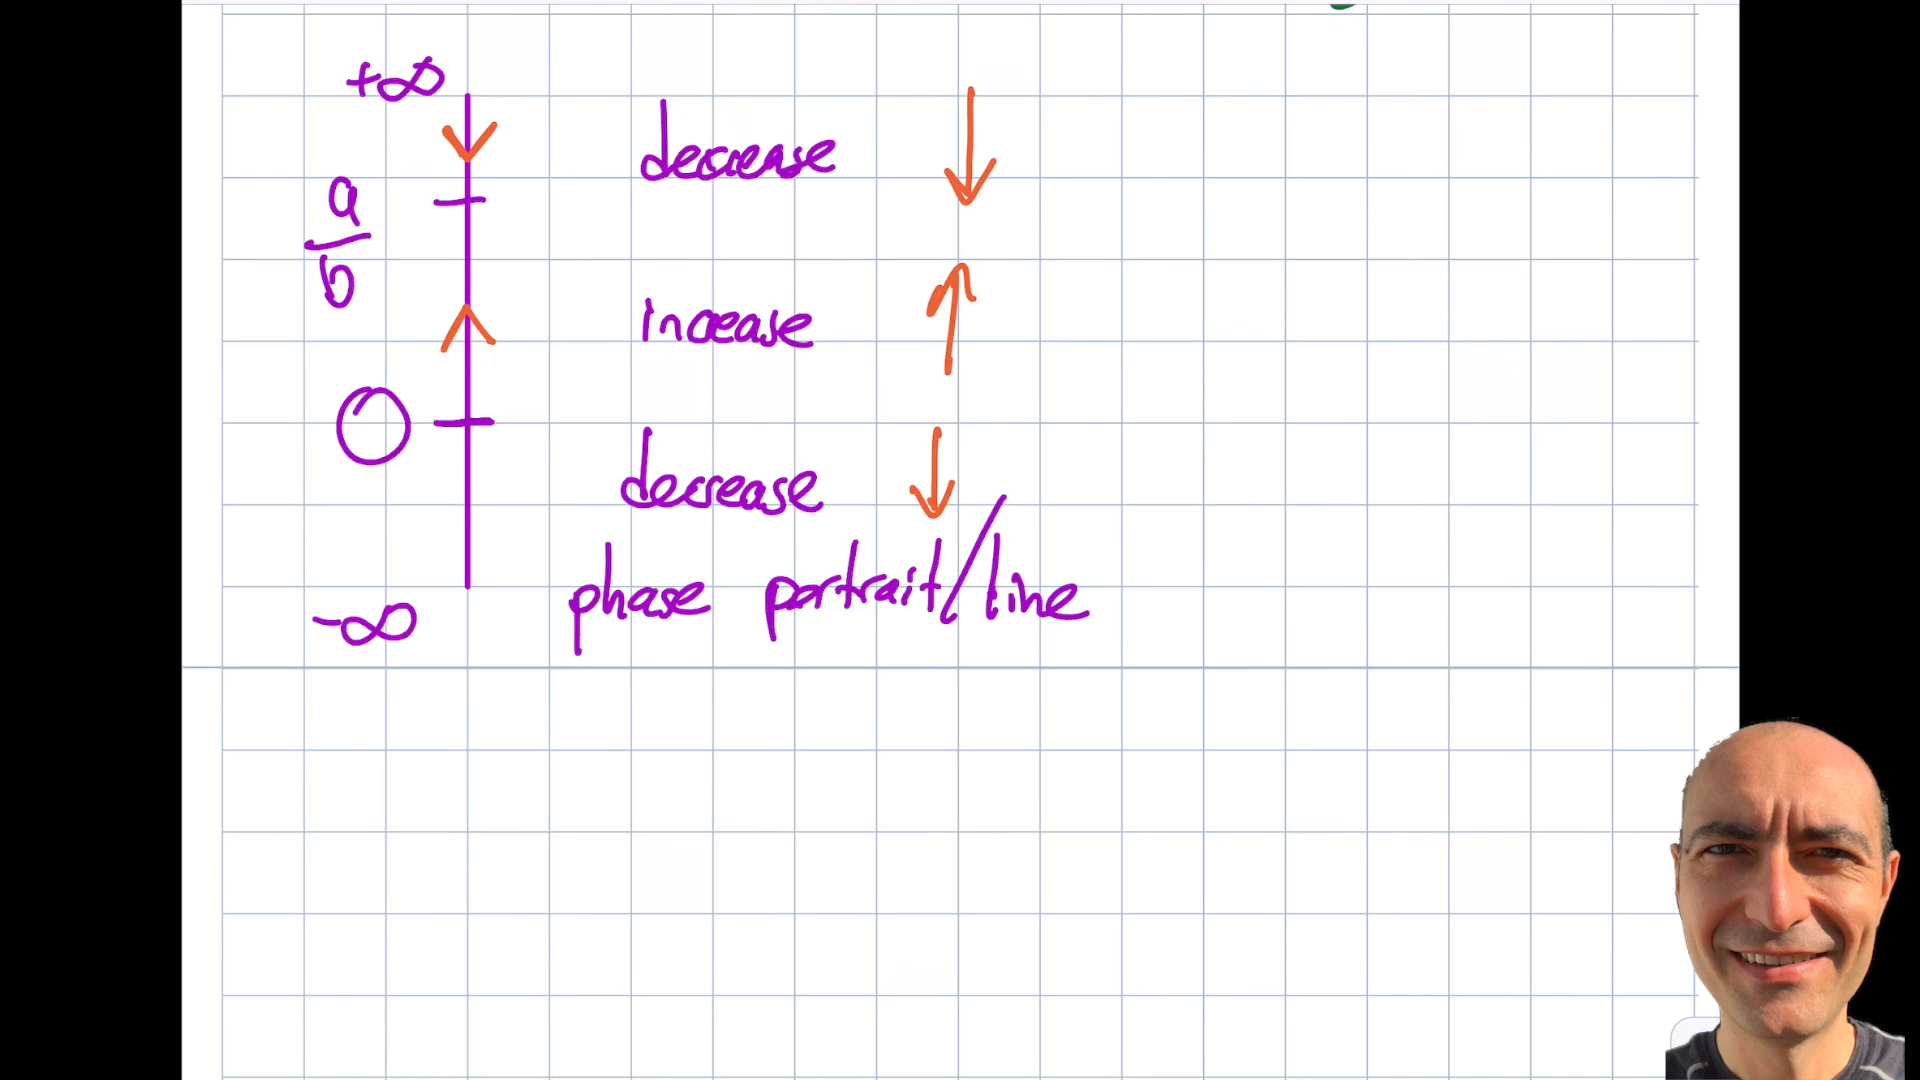 +∞
decrease
a
b
increase
0
decrease
phase portrait/line
-∞